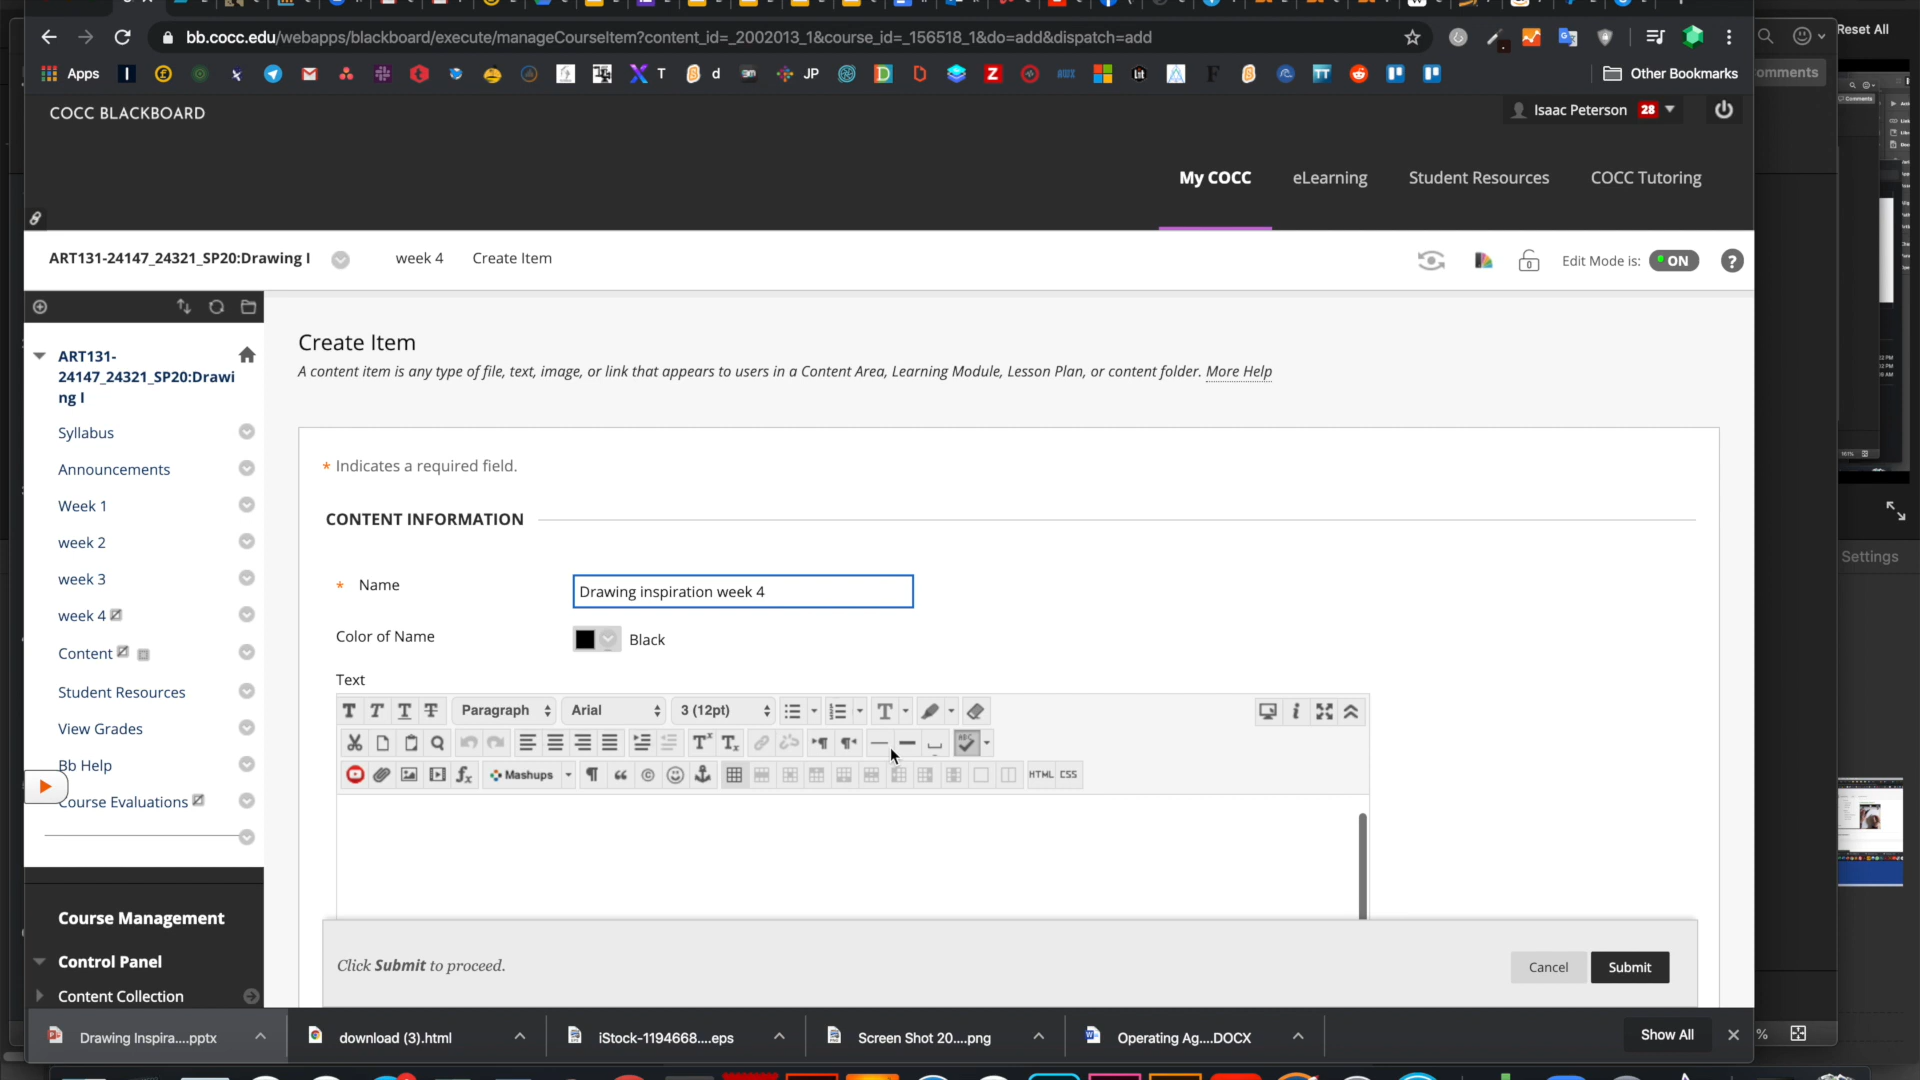 bb.cocc.edu/webapps/blackboard/execute/manageCourseItem?content_id=_2002013_1&course_id=_156518_1&do=add&dispatch=add
Reset All
Apps
T
d
JP
Other Bookmarks
omments
COCC BLACKBOARD
Isaac Peterson 28
My COCC
eLearning
Student Resources
COCC Tutoring
ART131-24147_24321_SP20:Drawing I
week 4
Create Item
Edit Mode is: ON
?
ART131-
24147_24321_SP20:Drawi
ng I
Syllabus
Announcements
Week 1
week 2
week 3
week 4
Content
Student Resources
View Grades
Bb Help
Course Evaluations
Course Management
Control Panel
Content Collection
Create Item
A content item is any type of file, text, image, or link that appears to users in a Content Area, Learning Module, Lesson Plan, or content folder. More Help
* Indicates a required field.
CONTENT INFORMATION
* Name
Drawing inspiration week 4
Color of Name
Black
Text
Paragraph
Arial
3 (12pt)
Mashups
HTML CSS
Click Submit to proceed.
Cancel
Submit
Settings
Drawing Inspira....pptx
download (3).html
iStock-1194668....eps
Screen Shot 20....png
Operating Ag....DOCX
Show All
%